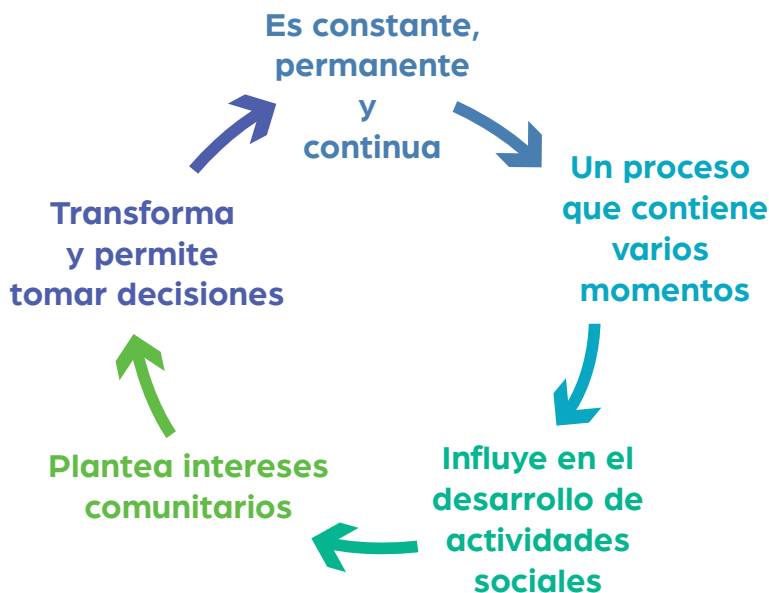 Es constante,
permanente
y
continua
Un proceso
que contiene
varios
momentos
Influye en el
desarrollo de
actividades
sociales
Plantea intereses
comunitarios
Transforma
y permite
tomar decisiones